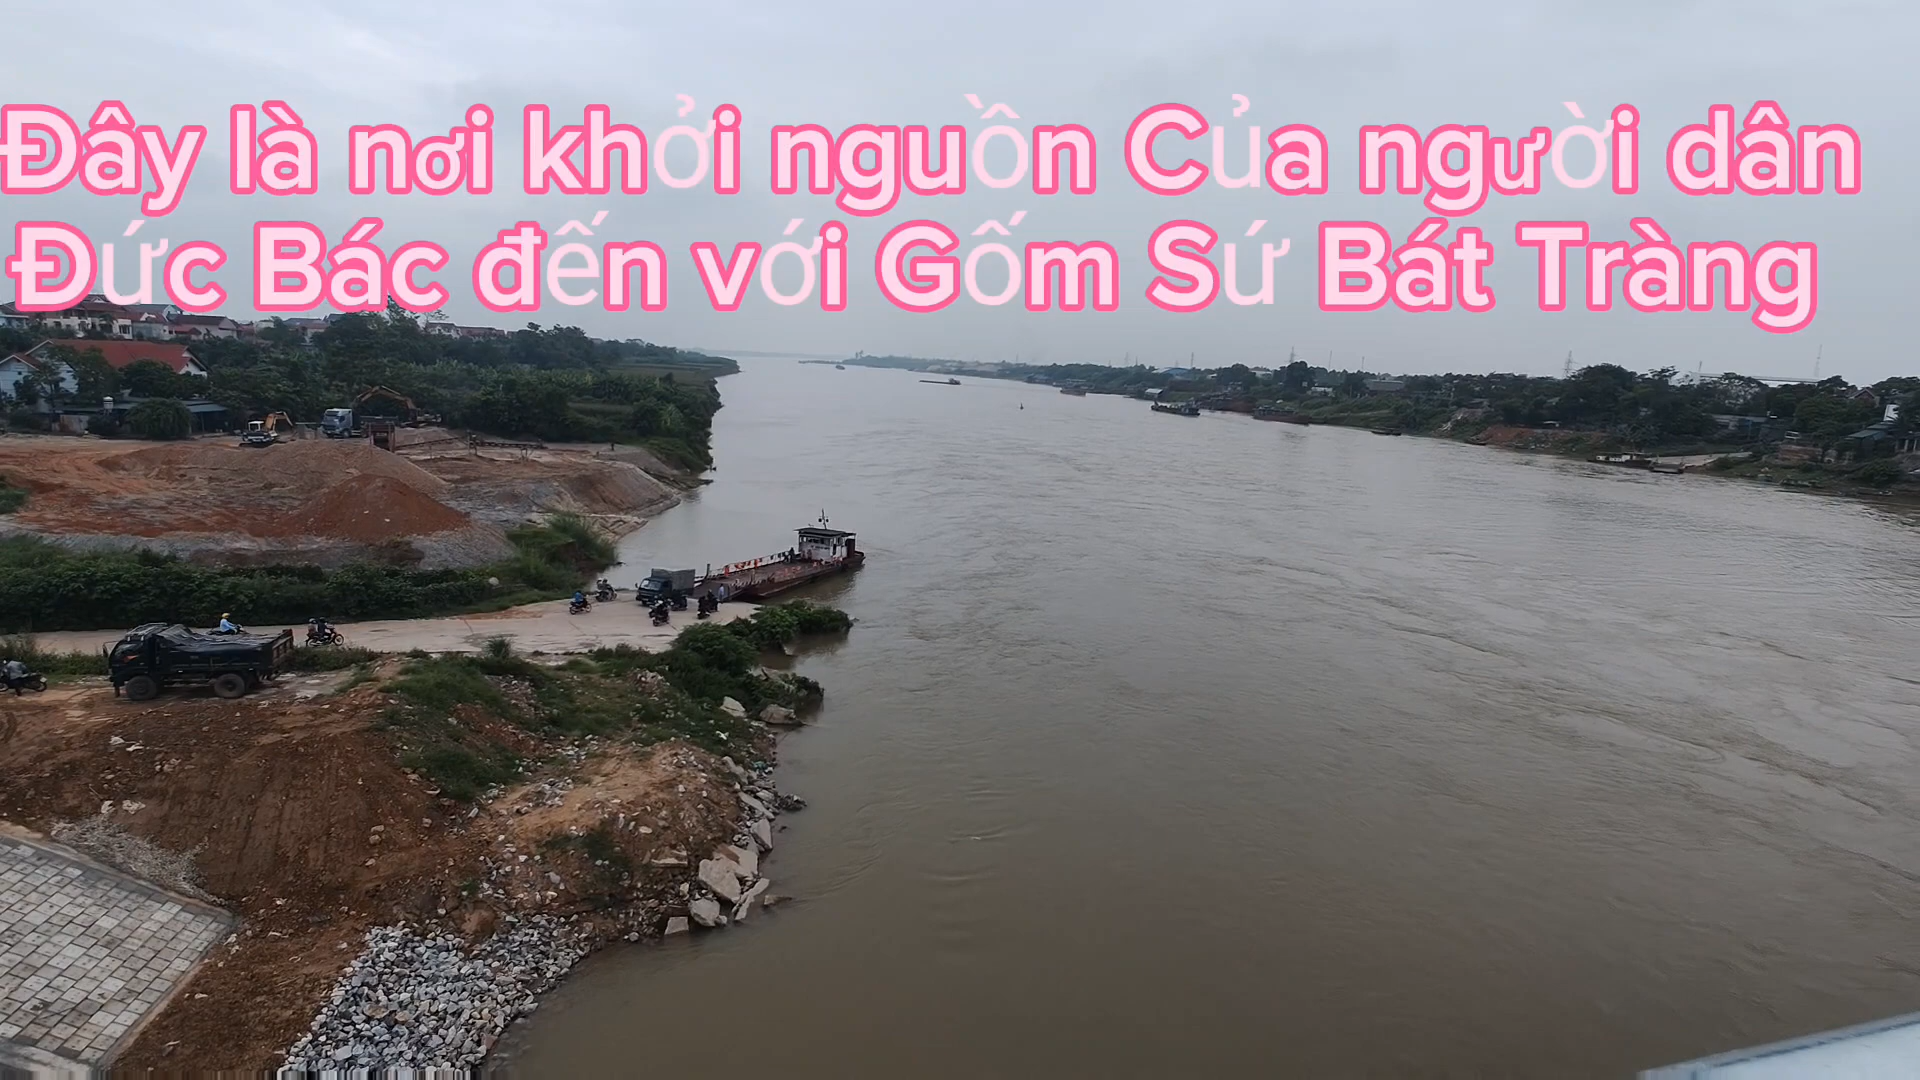 Đây là nơi khởi nguồn Của người dân
Đức Bác đến với Gốm Sứ Bát Tràng